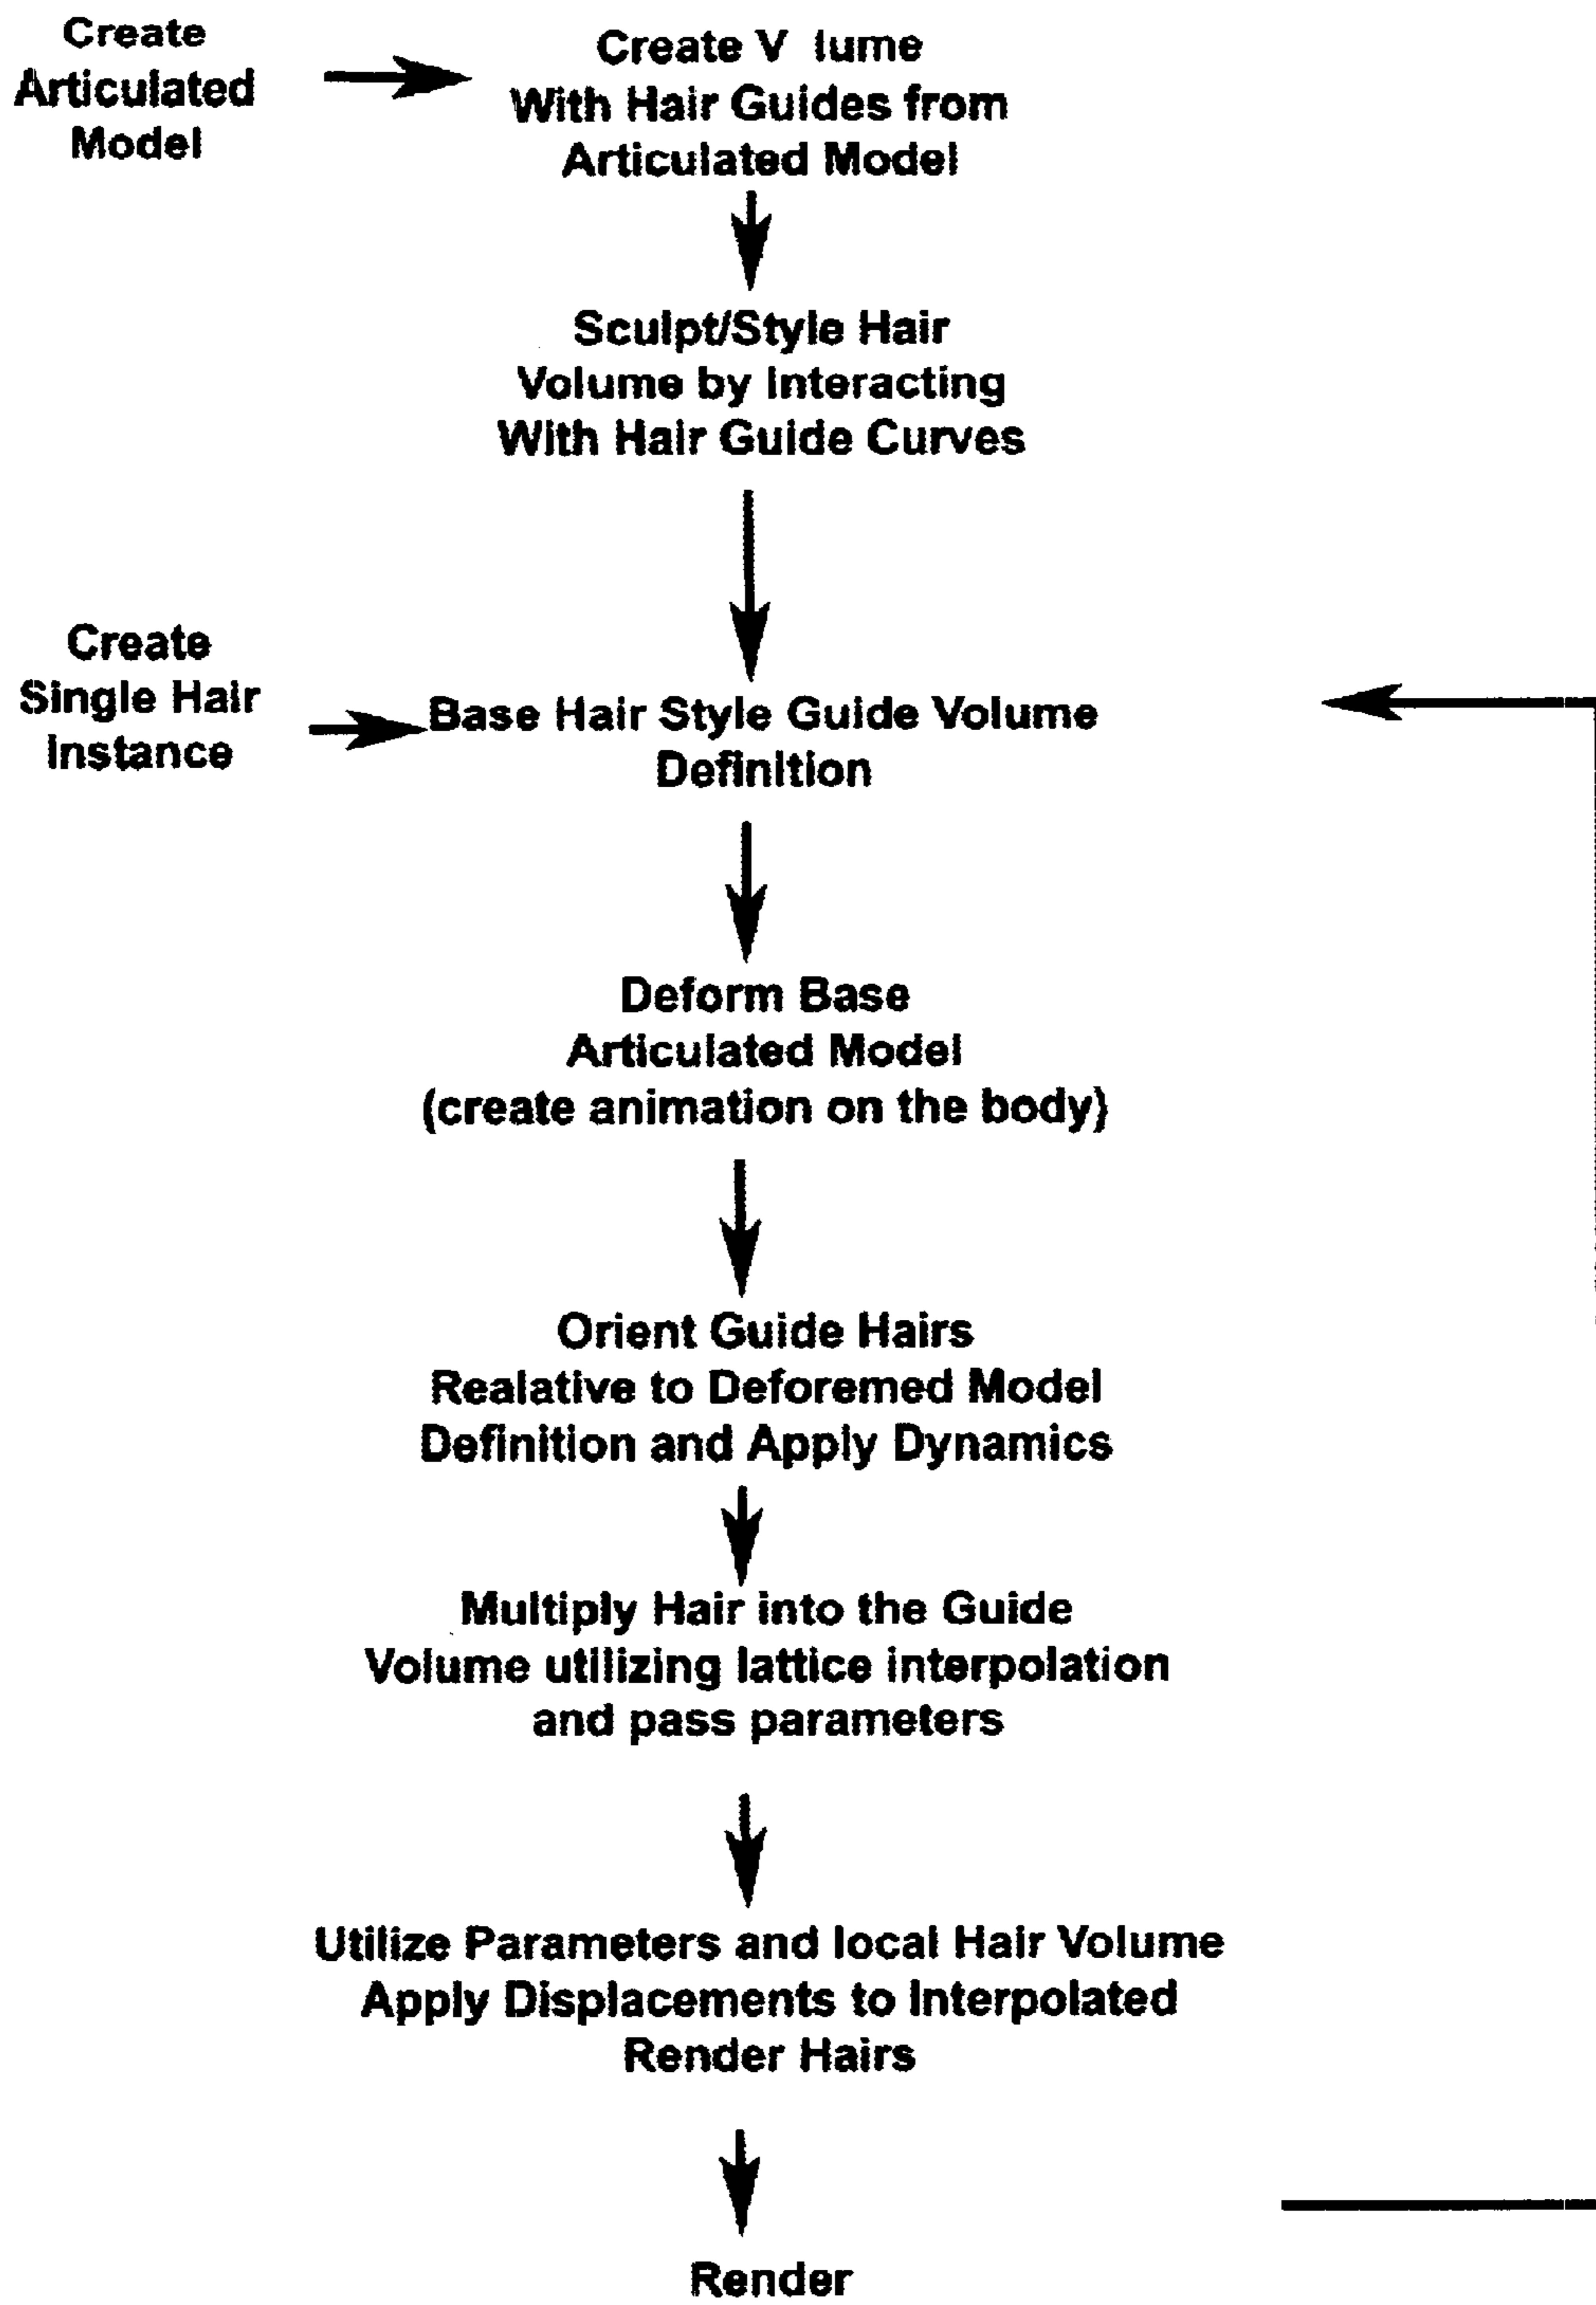 Create
Articulated
Model
Create V lume
With Hair Guides from
Articulated Model
Sculpt/Style Hair
Volume by Interacting
With Hair Guide Curves
Create
Single Hair
Instance
Base Hair Style Guide Volume
Definition
Deform Base
Articulated Model
(create animation on the body)
Orient Guide Hairs
Realative to Deforemed Model
Definition and Apply Dynamics
Multiply Hair into the Guide
Volume utilizing lattice interpolation
and pass parameters
Utilize Parameters and local Hair Volume
Apply Displacements to Interpolated
Render Hairs
Render